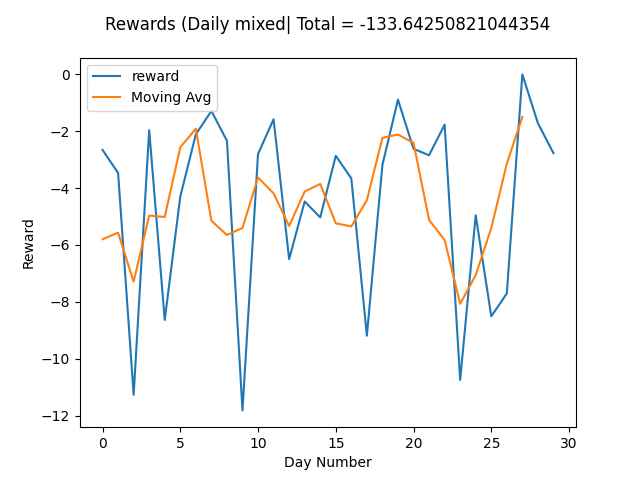 Rewards (Daily mixed| Total = -133.64250821044354
reward
Moving Avg
0
−2
−4
−6
−8
−10
−12
Reward
0 5 10 15 20 25 30
Day Number